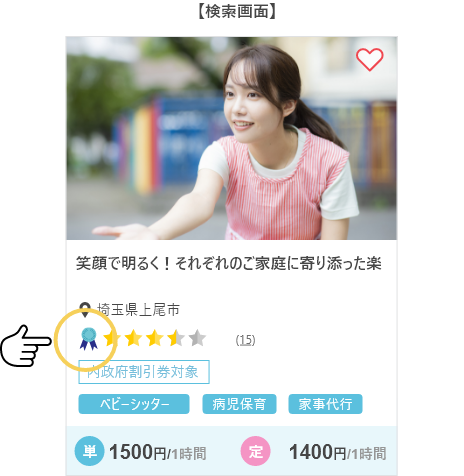 【検索画面】
笑顔で明るく！それぞれのご家庭に寄り添った楽
埼玉県上尾市
(15)
内政府割引券対象
ベビーシッター 病児保育 家事代行
単 1500円/1時間 定 1400円/1時間